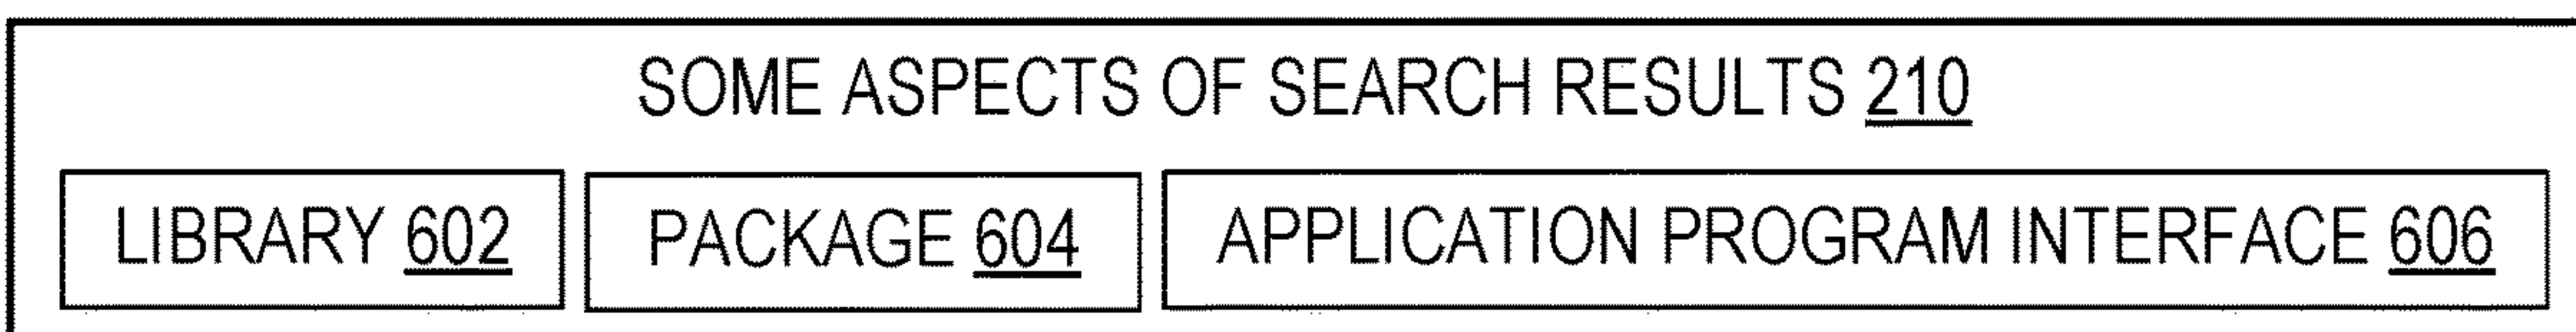 SOME ASPECTS OF SEARCH RESULTS 210
LIBRARY 602 PACKAGE 604 APPLICATION PROGRAM INTERFACE 606